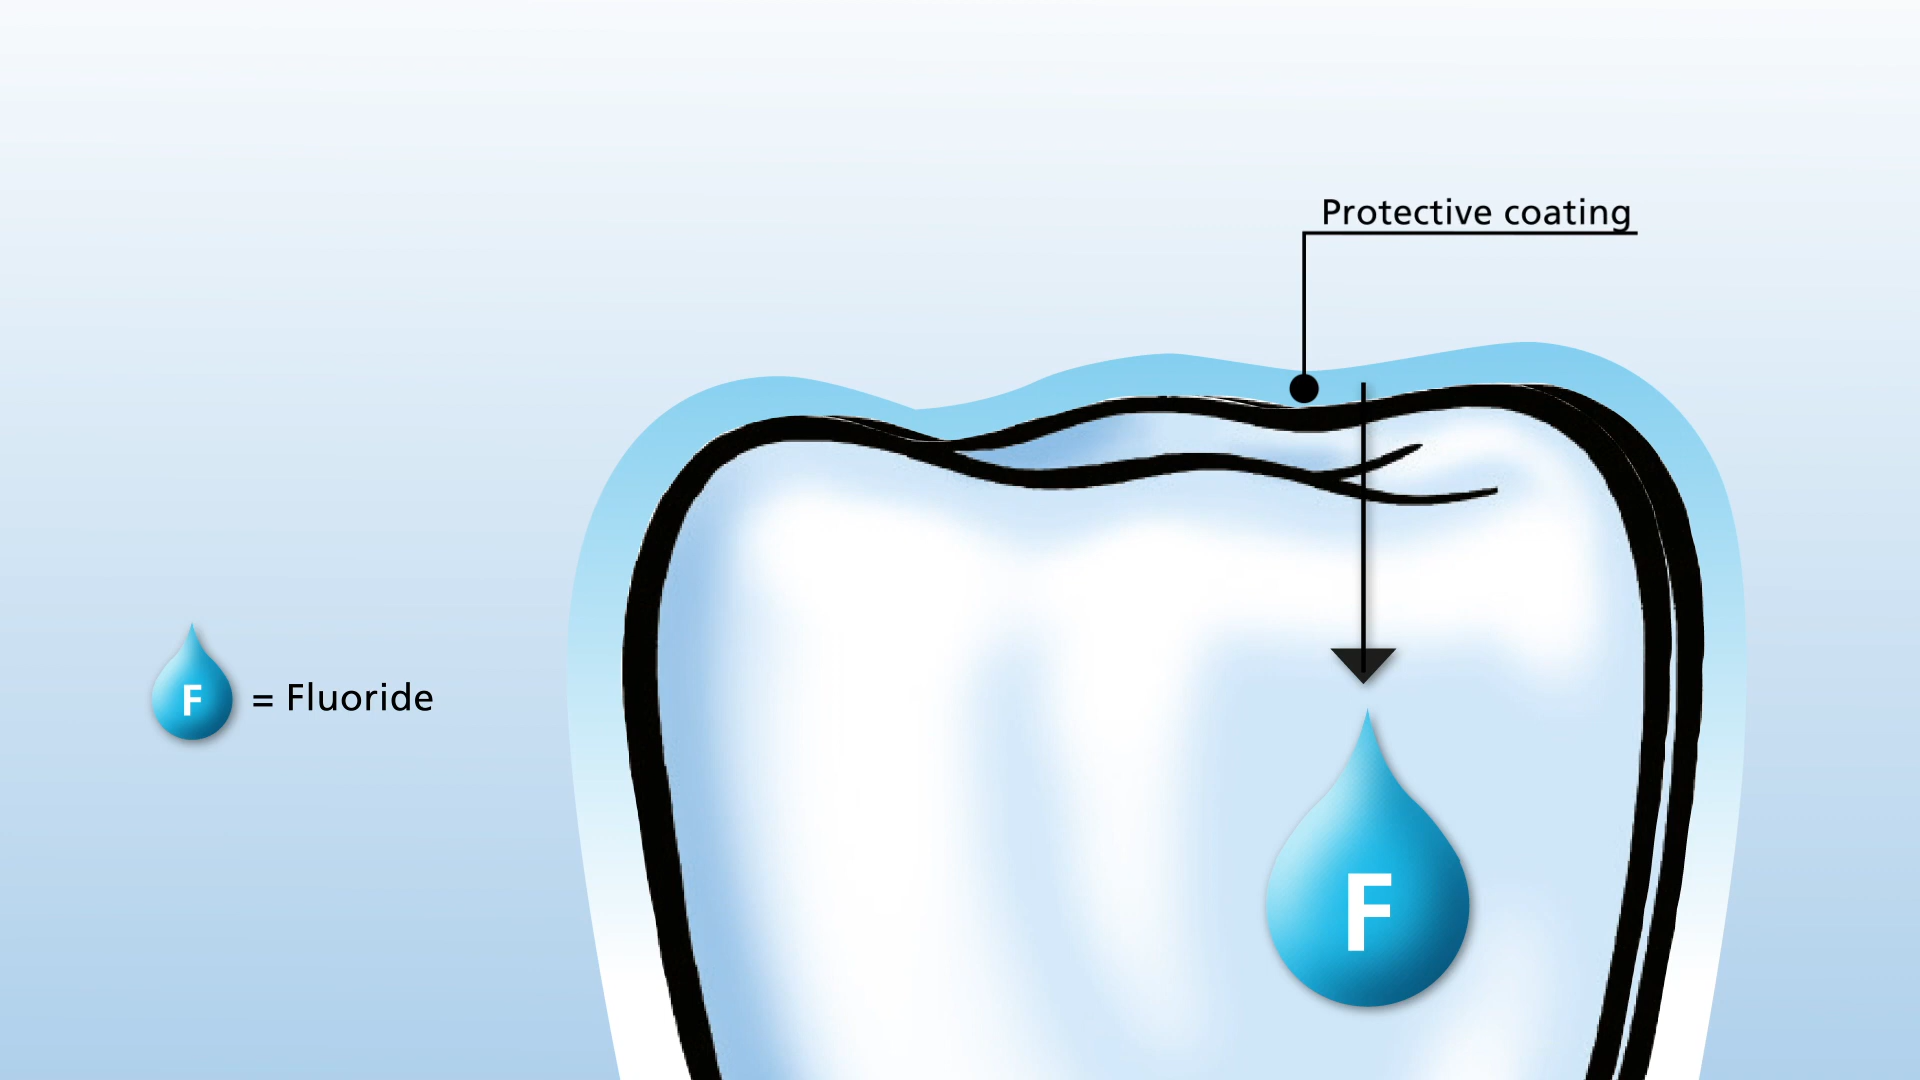 Protective coating
F = Fluoride
F